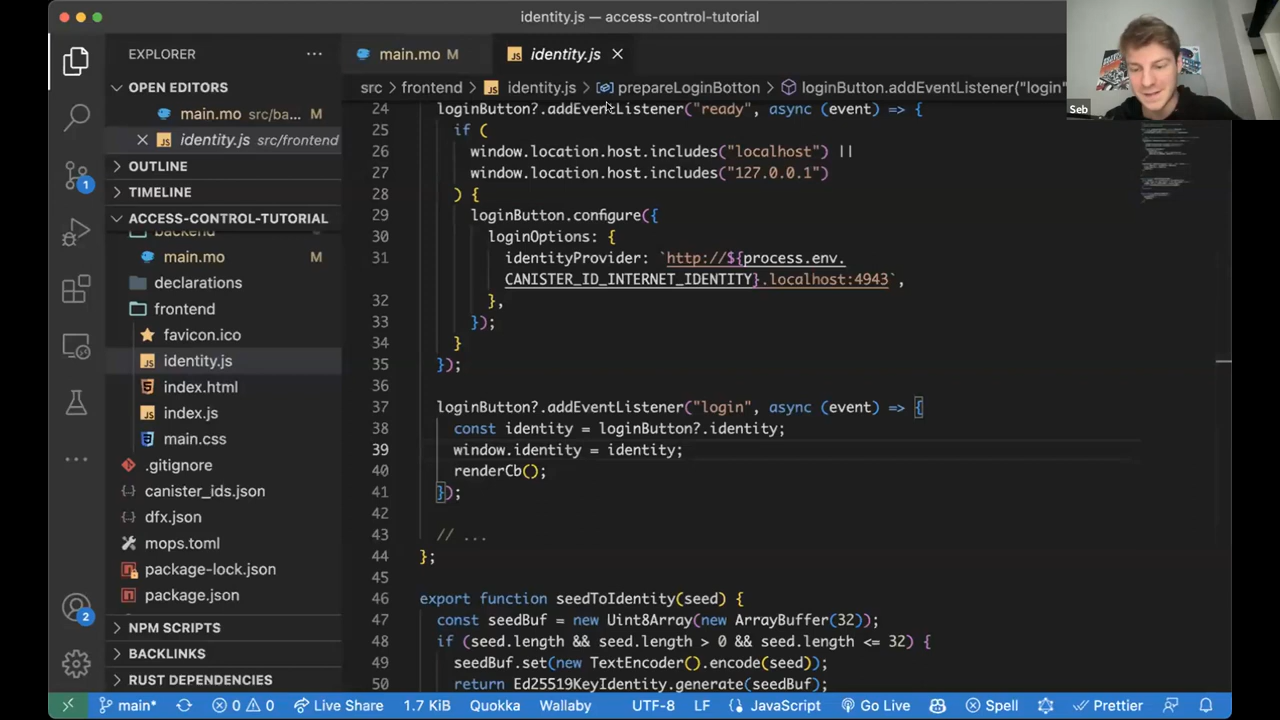 identity.js — access-control-tutorial
Seb
EXPLORER
OPEN EDITORS
main.mo src/ba... M
identity.js src/frontend
OUTLINE
TIMELINE
ACCESS-CONTROL-TUTORIAL
backend
main.mo M
declarations
frontend
favicon.ico
identity.js
index.html
index.js
main.css
.gitignore
canister_ids.json
dfx.json
mops.toml
package-lock.json
package.json
NPM SCRIPTS
BACKLINKS
RUST DEPENDENCIES
1
2
main.mo M
identity.js
src > frontend > identity.js > prepareLoginBotton > loginButton.addEventListener("login"
24 loginButton?.addEventListener("ready", async (event) => {
25 if (
26 window.location.host.includes("localhost") ||
27 window.location.host.includes("127.0.0.1")
28 ) {
29 loginButton.configure({
30 loginOptions: {
31 identityProvider: `http://${process.env.
CANISTER_ID_INTERNET_IDENTITY}.localhost:4943`,
32 },
33 });
34 }
35 });
36
37 loginButton?.addEventListener("login", async (event) => {
38 const identity = loginButton?.identity;
39 window.identity = identity;
40 renderCb();
41 });
42
43 // ...
44 };
45
46 export function seedToIdentity(seed) {
47 const seedBuf = new Uint8Array(new ArrayBuffer(32));
48 if (seed.length && seed.length > 0 && seed.length <= 32) {
49 seedBuf.set(new TextEncoder().encode(seed));
50 return Ed25519KeyIdentity.generate(seedBuf);
main* 0 0 Live Share 1.7 KiB Quokka Wallaby UTF-8 LF JavaScript Go Live Spell Prettier